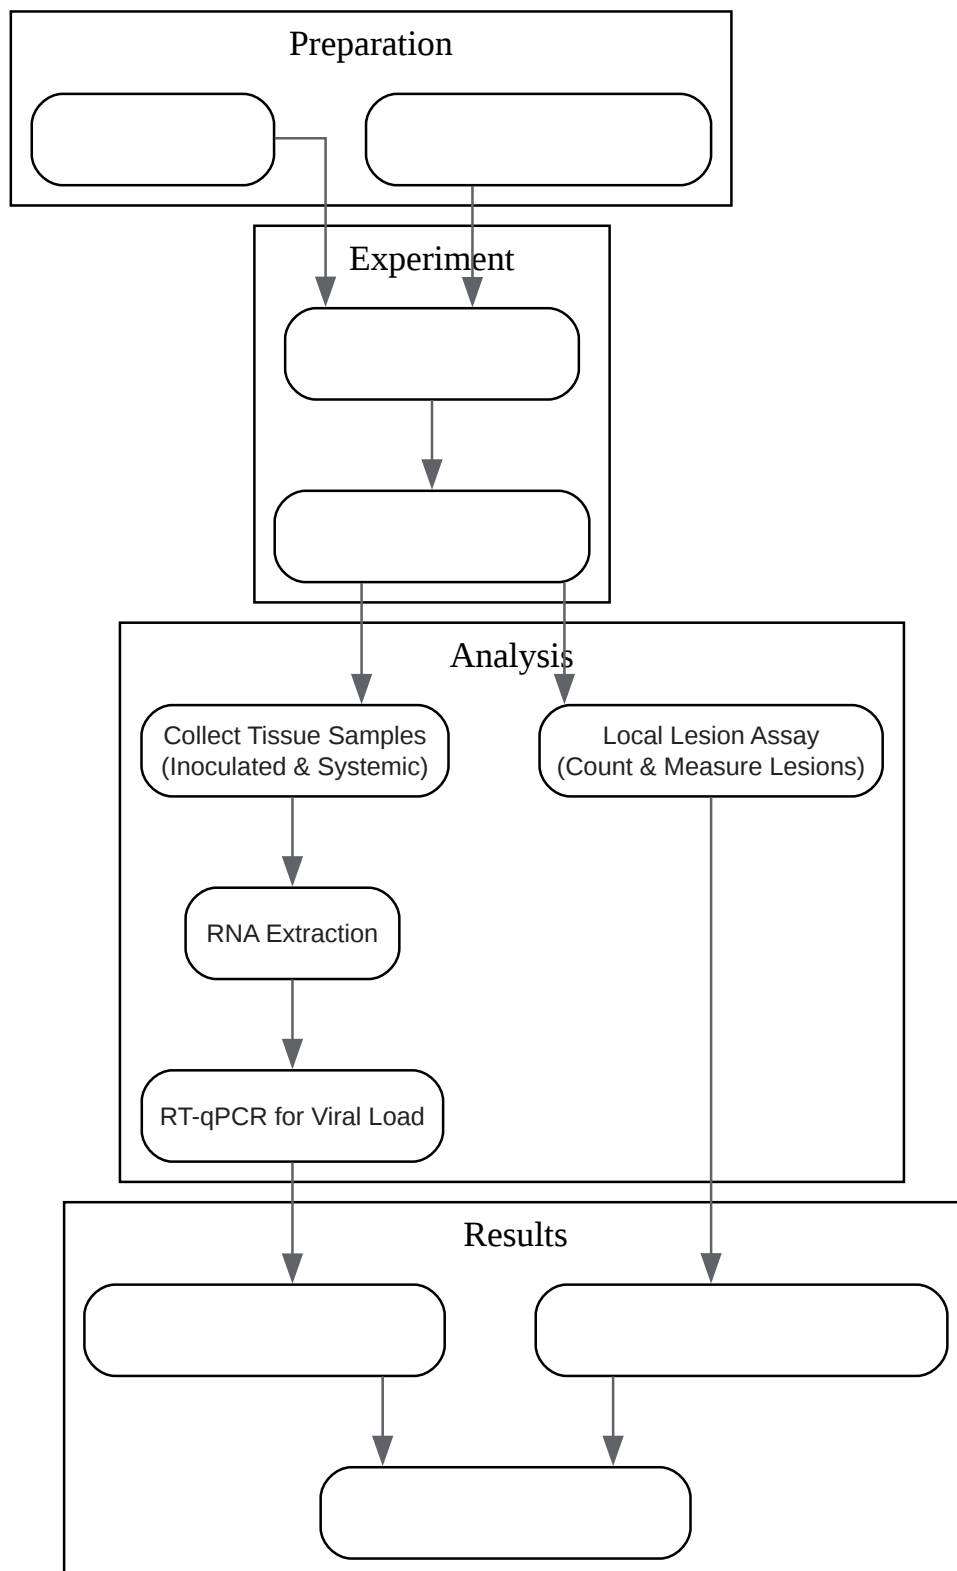 Preparation
Experiment
Analysis
Collect Tissue Samples
(Inoculated & Systemic)
Local Lesion Assay
(Count & Measure Lesions)
RNA Extraction
RT-qPCR for Viral Load
Results